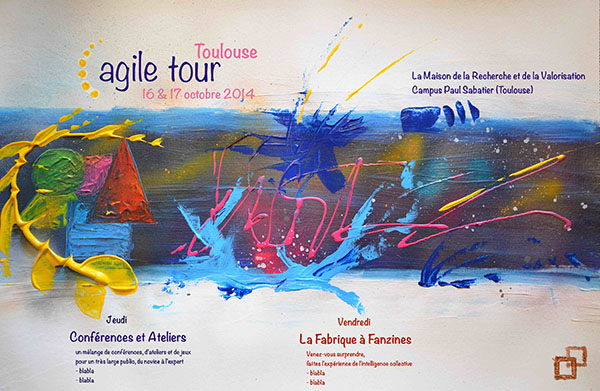 Toulouse
agile tour
16 & 17 octobre 2014
La Maison de la Recherche et de la Valorisation
Campus Paul Sabatier (Toulouse)
Jeudi
Conférences et Ateliers
un mélange de conférences, d'ateliers et de jeux
pour un très large public, du novice à l'expert
- blabla
- blabla
Vendredi
La Fabrique à Fanzines
Venez-vous surprendre,
faites l'expérience de l'intelligence collective
- blabla
- blabla